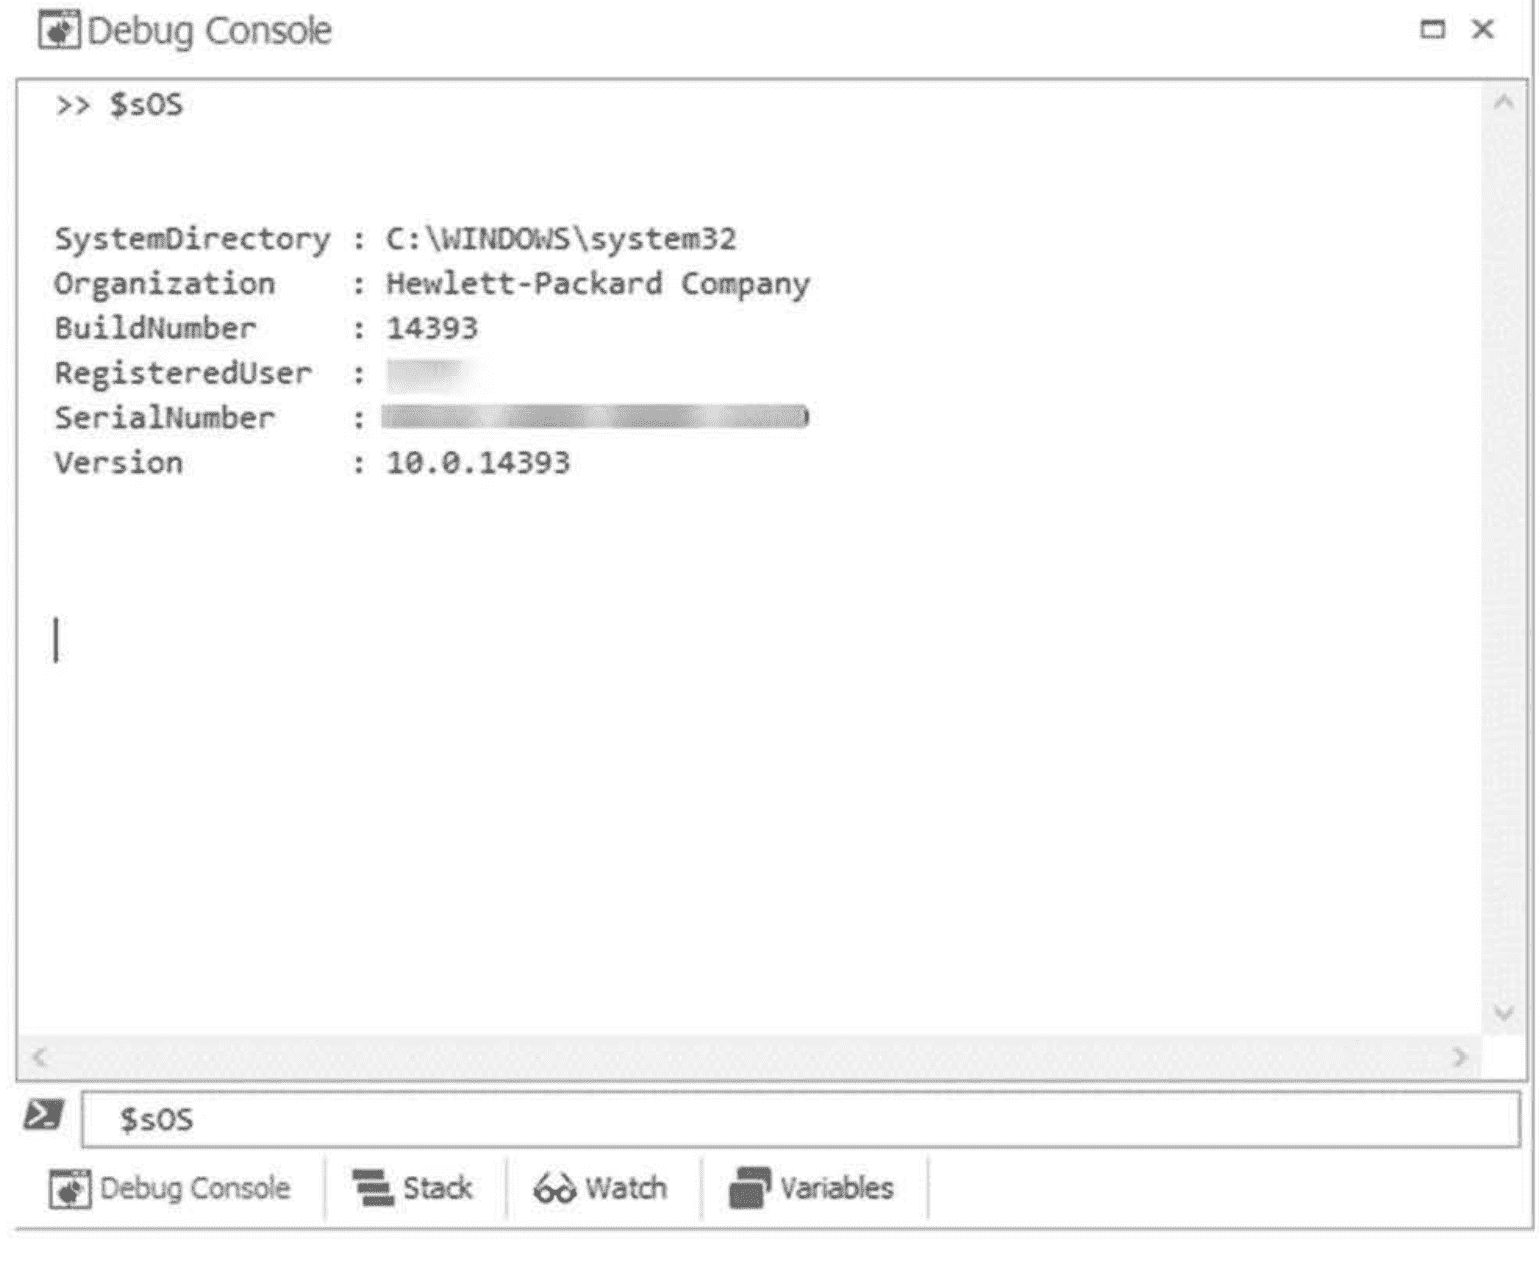 Debug Console
>> $sOS
SystemDirectory : C:\WINDOWS\system32
Organization    : Hewlett-Packard Company
BuildNumber     : 14393
RegisteredUser  :
SerialNumber    :
Version         : 10.0.14393
$sOS
Debug Console Stack Watch Variables